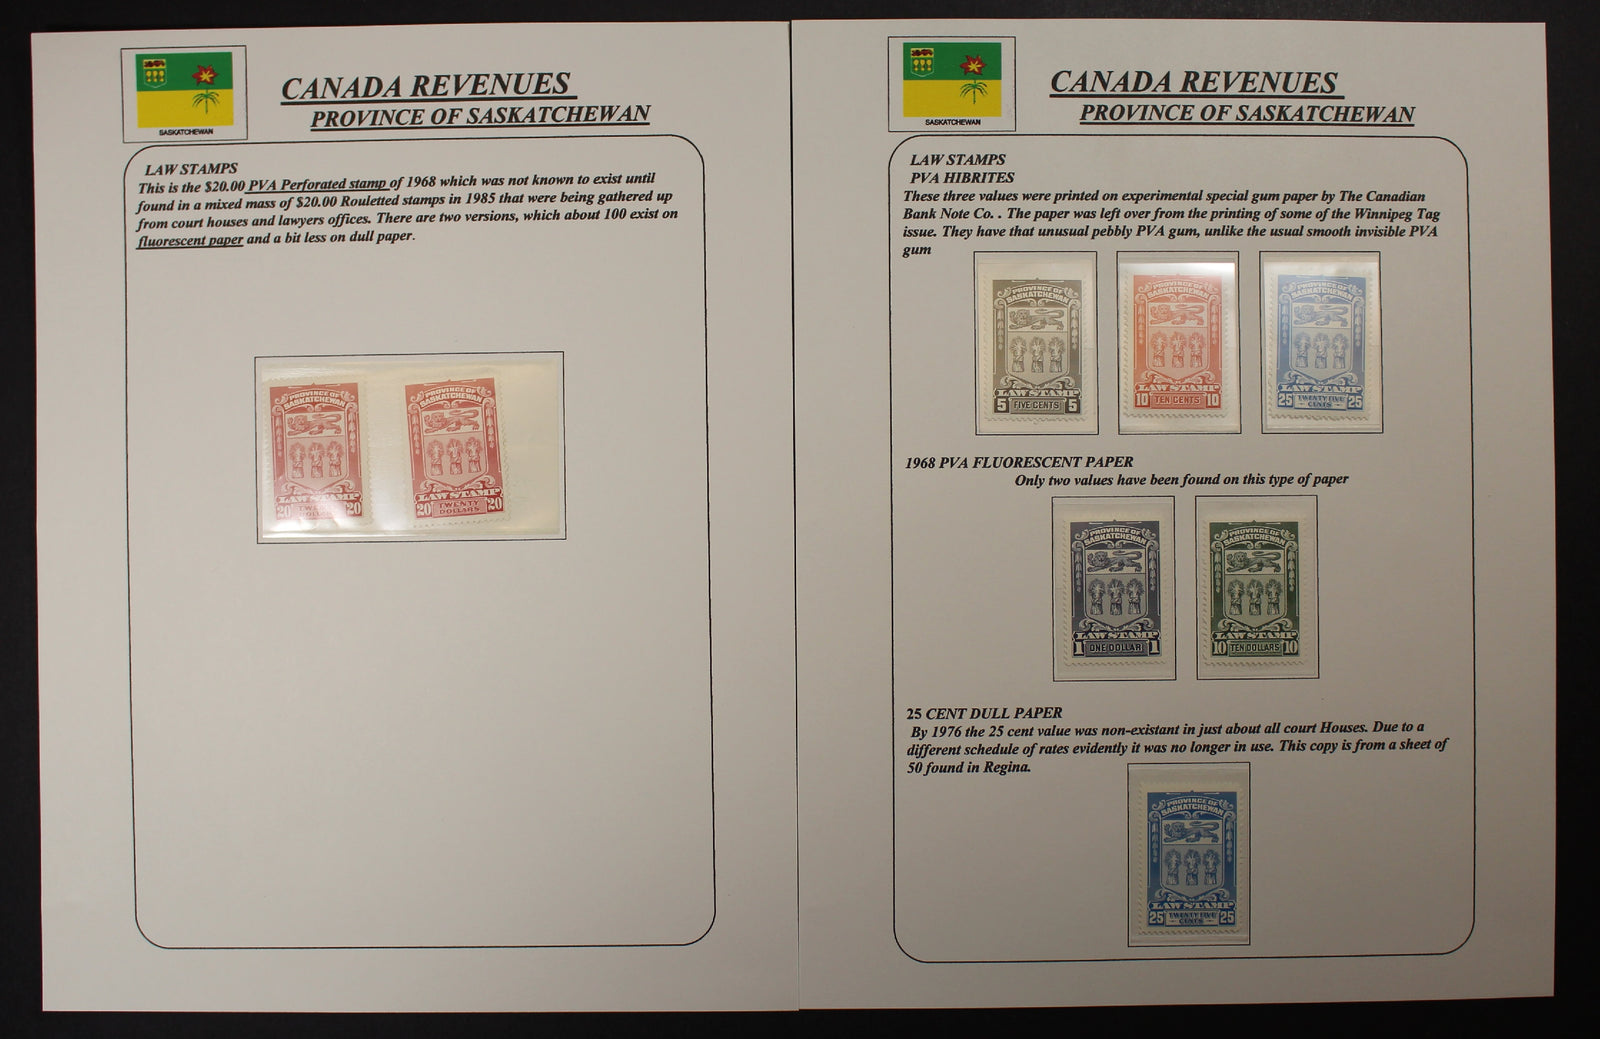 SASKATCHEWAN
CANADA REVENUES
PROVINCE OF SASKATCHEWAN
LAW STAMPS
This is the $20.00 PVA Perforated stamp of 1968 which was not known to exist until
found in a mixed mass of $20.00 Rouletted stamps in 1985 that were being gathered up
from court houses and lawyers offices. There are two versions, which about 100 exist on
fluorescent paper and a bit less on dull paper.
PROVINCE OF
SASKATCHEWAN
LAW STAMP
20 TWENTY 20
DOLLARS
PROVINCE OF
SASKATCHEWAN
LAW STAMP
20 TWENTY 20
DOLLARS
SASKATCHEWAN
CANADA REVENUES
PROVINCE OF SASKATCHEWAN
LAW STAMPS
PVA HIBRITES
These three values were printed on experimental special gum paper by The Canadian
Bank Note Co. . The paper was left over from the printing of some of the Winnipeg Tag
issue. They have that unusual pebbly PVA gum, unlike the usual smooth invisible PVA
gum
PROVINCE OF
SASKATCHEWAN
LAW STAMP
5 FIVE CENTS 5
PROVINCE OF
SASKATCHEWAN
LAW STAMP
10 TEN CENTS 10
PROVINCE OF
SASKATCHEWAN
LAW STAMP
25 TWENTY FIVE 25
CENTS
1968 PVA FLUORESCENT PAPER
Only two values have been found on this type of paper
PROVINCE OF
SASKATCHEWAN
LAW STAMP
1 ONE DOLLAR 1
PROVINCE OF
SASKATCHEWAN
LAW STAMP
10 TEN DOLLARS 10
25 CENT DULL PAPER
By 1976 the 25 cent value was non-existant in just about all court Houses. Due to a
different schedule of rates evidently it was no longer in use. This copy is from a sheet of
50 found in Regina.
PROVINCE OF
SASKATCHEWAN
LAW STAMP
25 TWENTY FIVE 25
CENTS